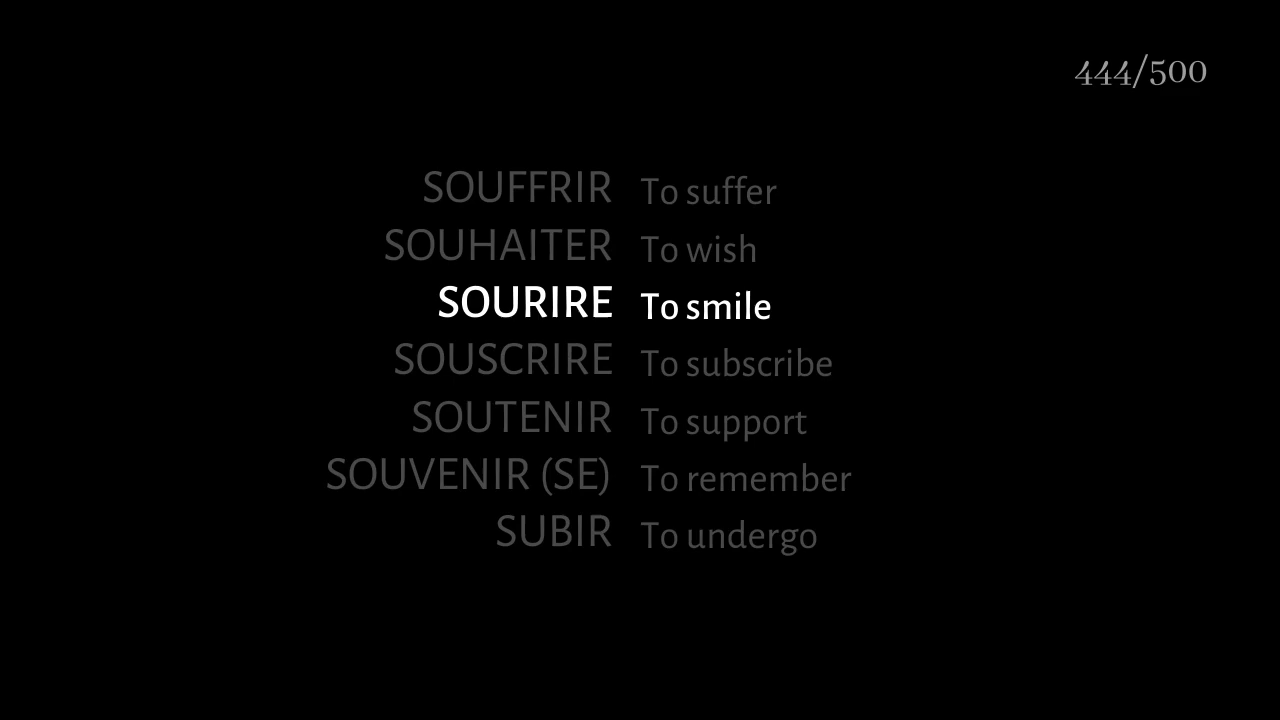 444/500
SOUFFRIR To suffer
SOUHAITER To wish
SOURIRE To smile
SOUSCRIRE To subscribe
SOUTENIR To support
SOUVENIR (SE) To remember
SUBIR To undergo